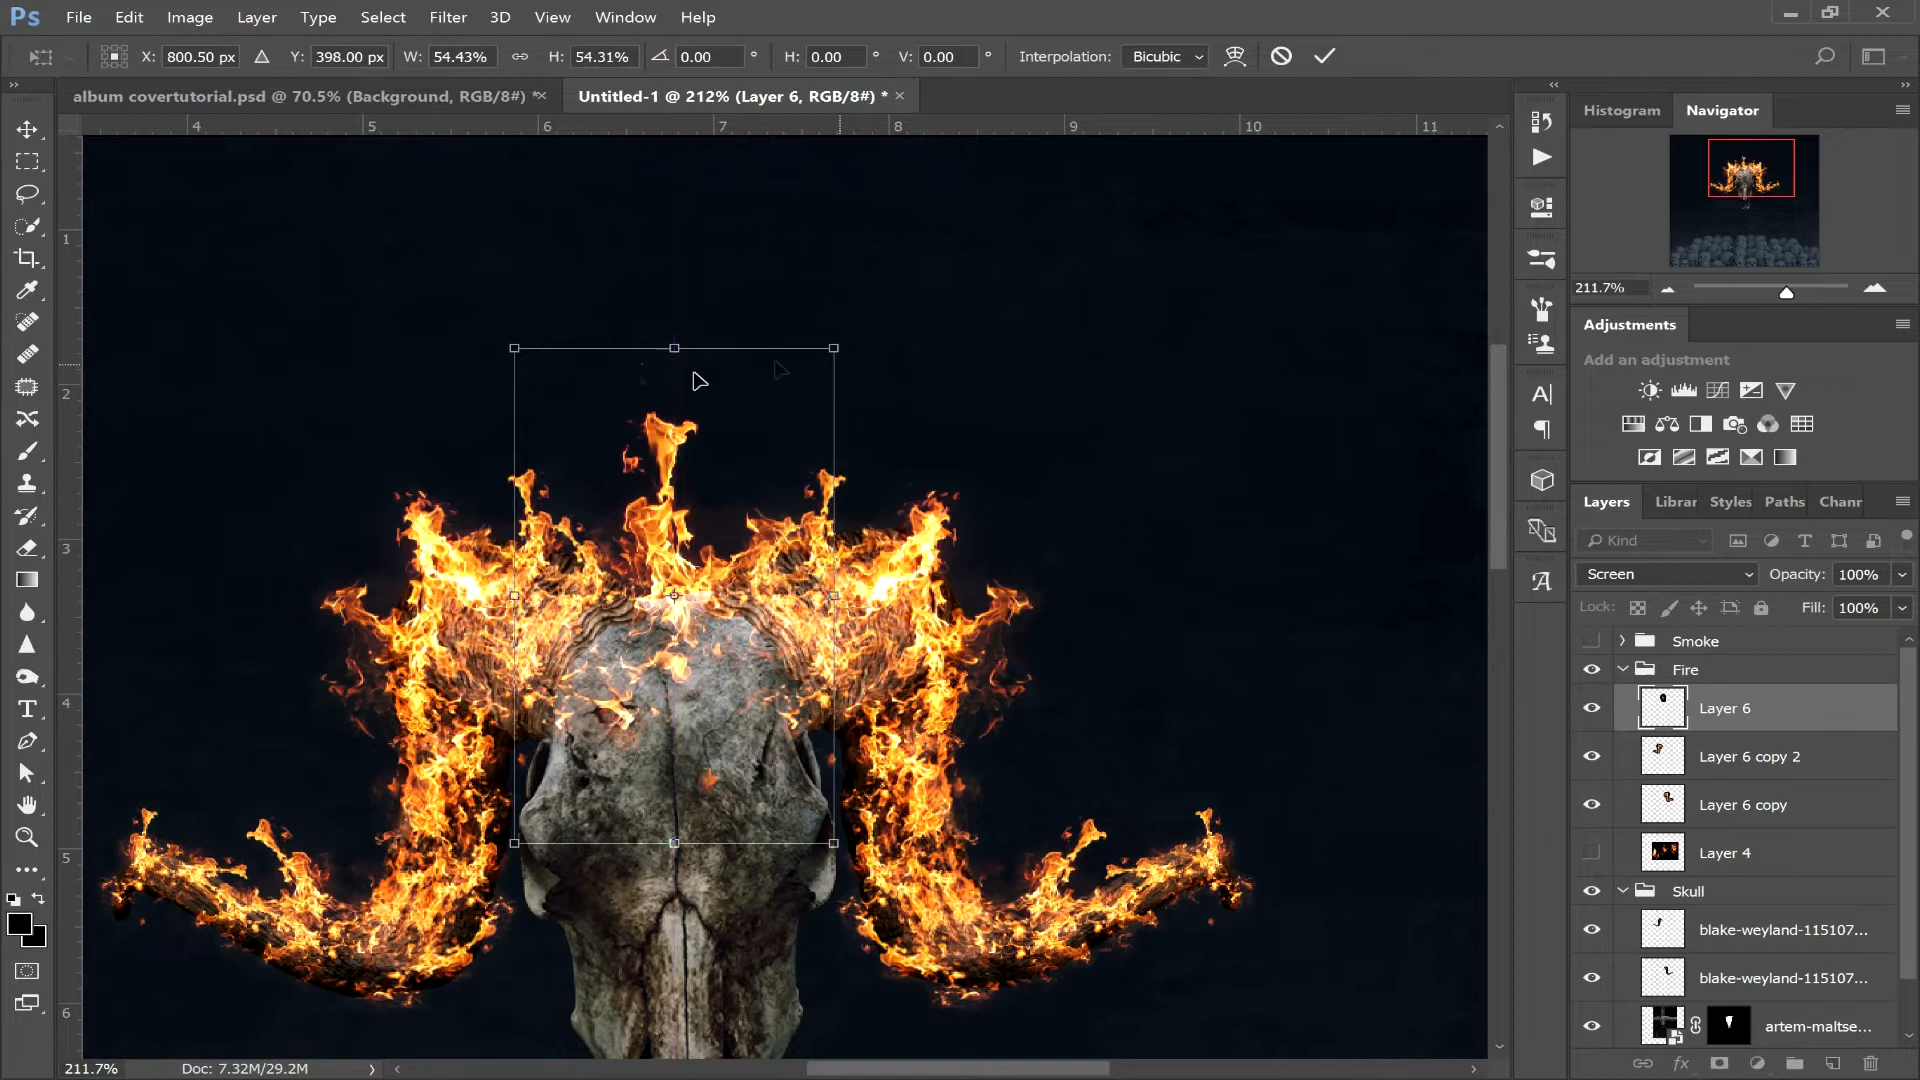 Ps File Edit Image Layer Type Select Filter 3D View Window Help
X: 800.50 px Y: 398.00 px W: 54.43% H: 54.31% 0.00 ° H: 0.00 ° V: 0.00 ° Interpolation: Bicubic
album covertutorial.psd @ 70.5% (Background, RGB/8#) * Untitled-1 @ 212% (Layer 6, RGB/8#) *
4 5 6 7 8 9 10 11
Histogram Navigator
1
211.7%
Adjustments
Add an adjustment
2
Layers Librar Styles Paths Chann
3
Kind
Screen Opacity: 100%
Lock: Fill: 100%
Smoke
Fire
4
Layer 6
Layer 6 copy 2
Layer 6 copy
5
Layer 4
Skull
blake-weyland-115107...
blake-weyland-115107...
6
artem-maltse...
211.7% Doc: 7.32M/29.2M